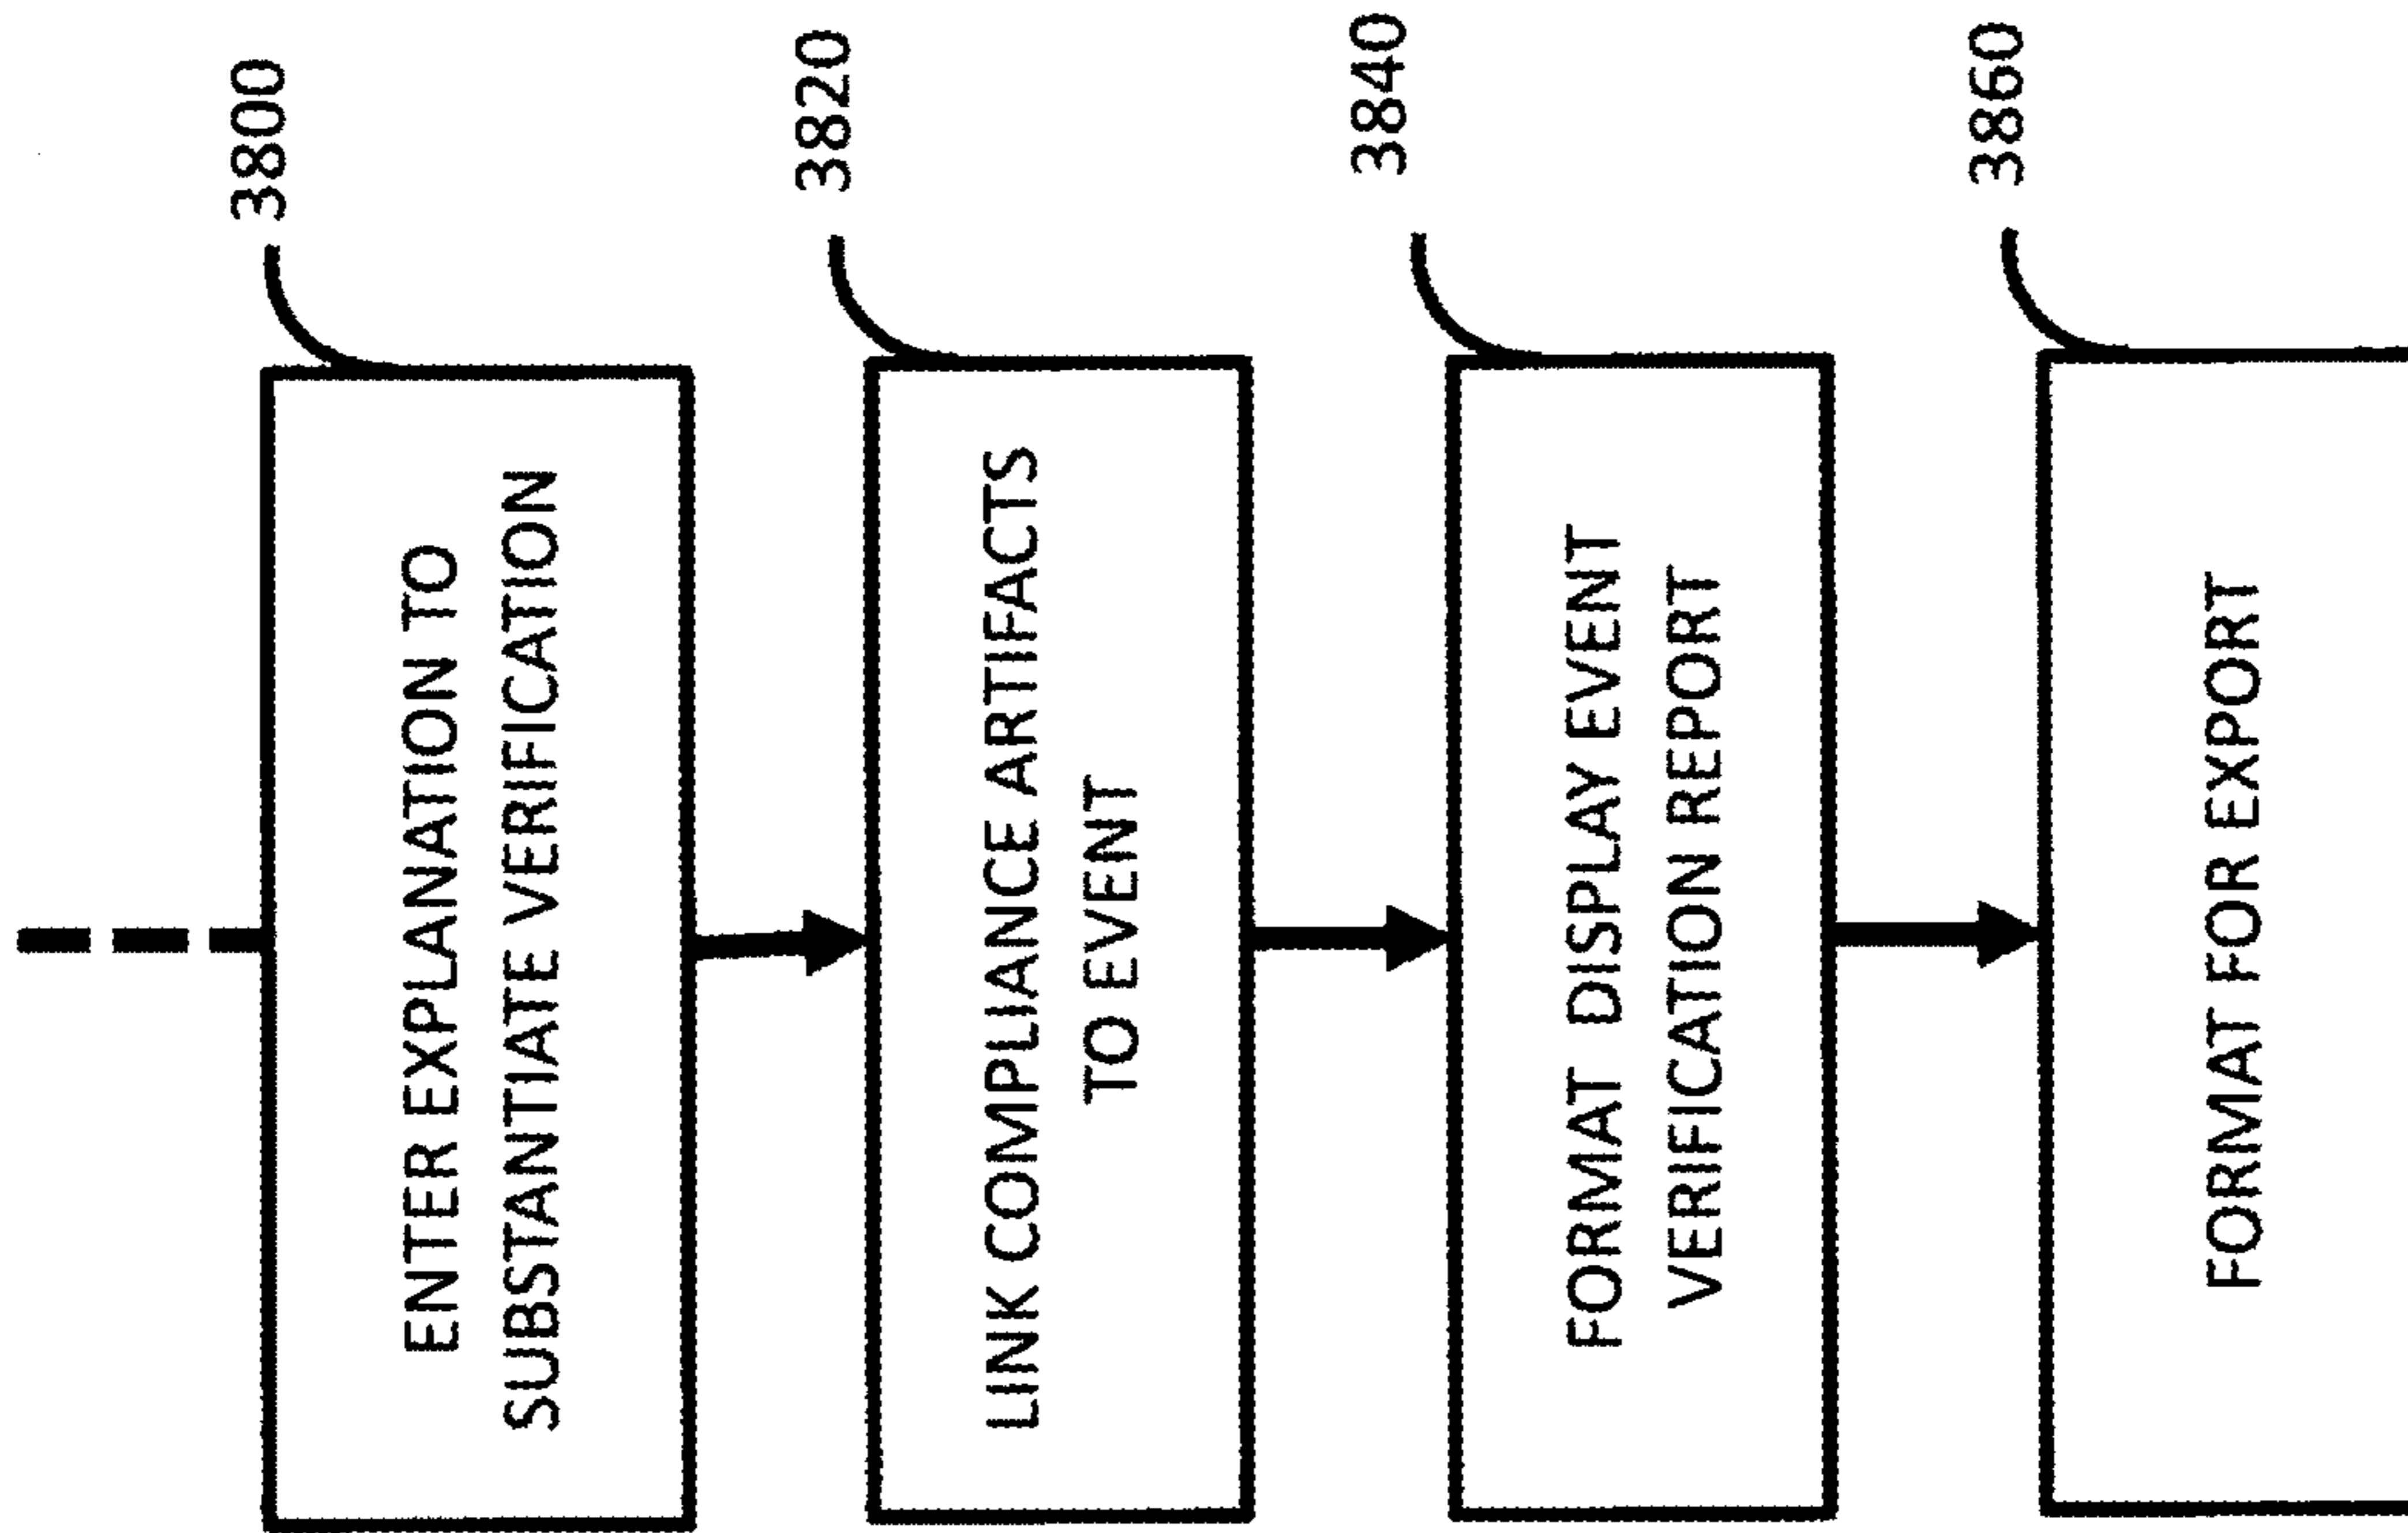 3800
ENTER EXPLANATION TO
SUBSTANTIATE VERIFICATION
3820
LINK COMPLIANCE ARTIFACTS
TO EVENT
3840
FORMAT DISPLAY EVENT
VERIFICATION REPORT
3860
FORMAT FOR EXPORT